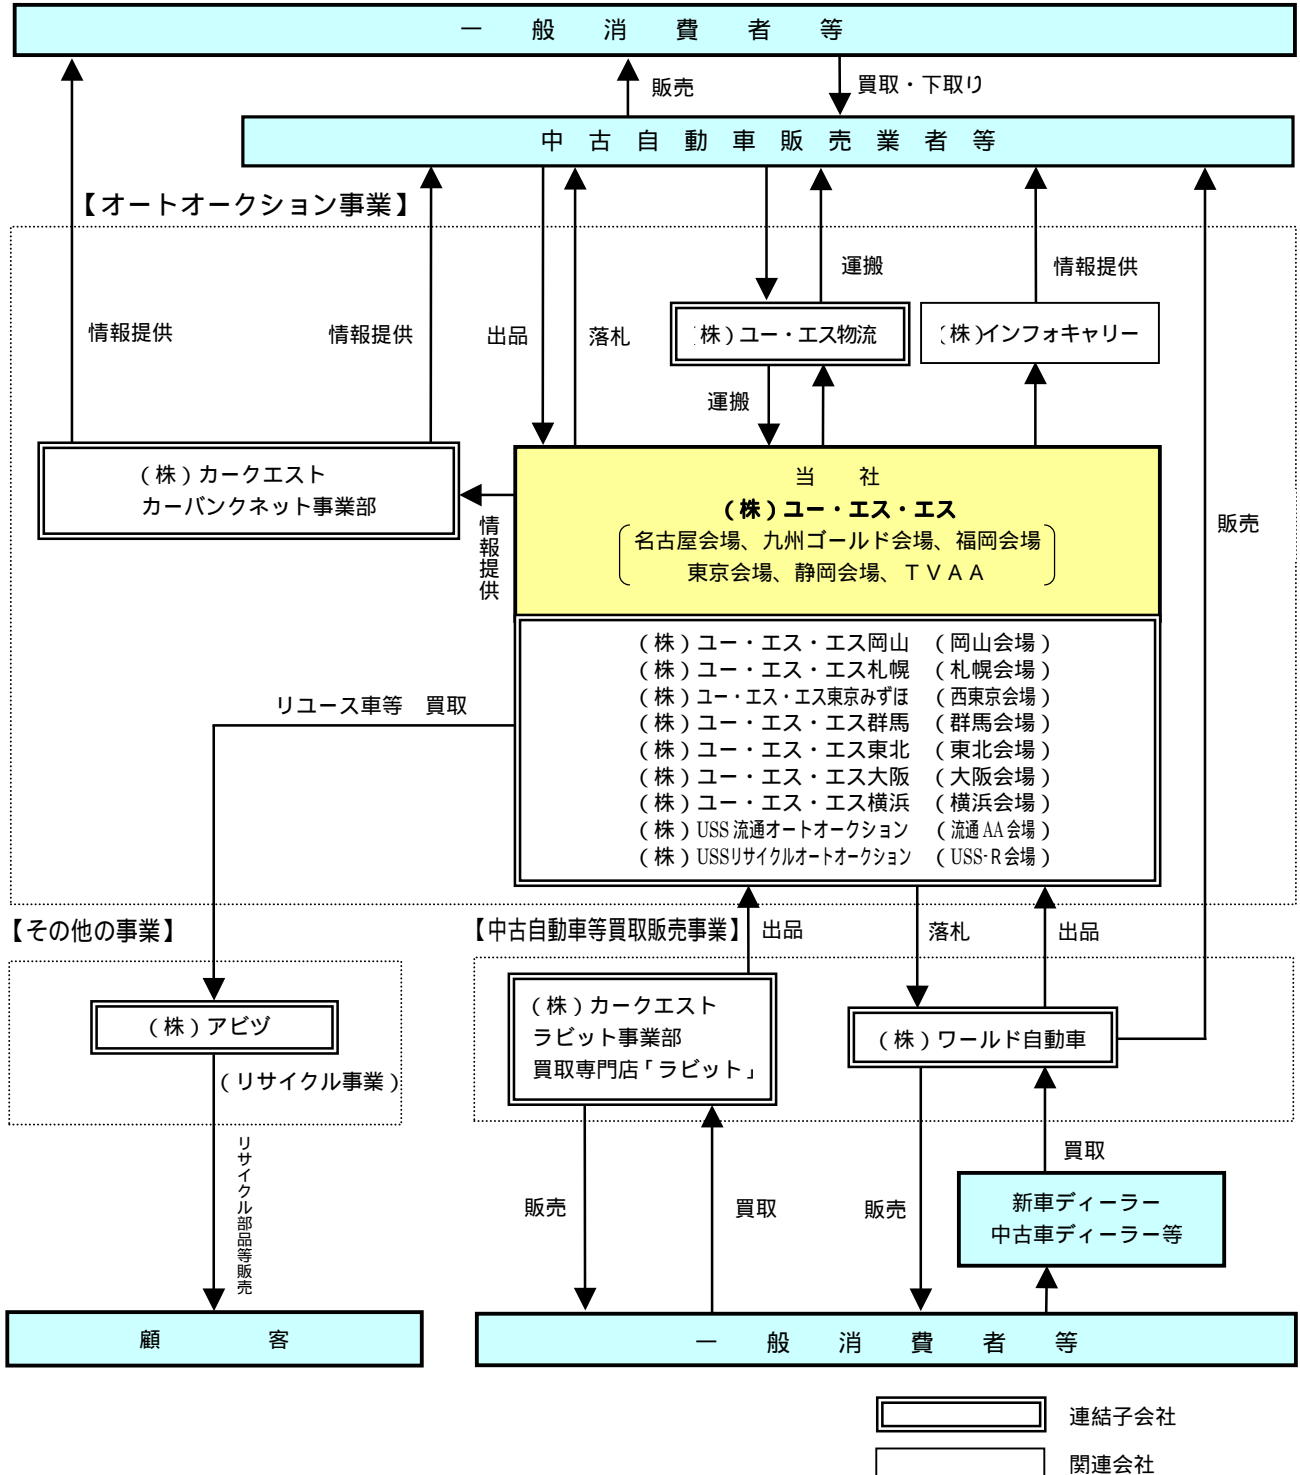 一般消費者等
販売
買取・下取り
中古自動車販売業者等
【オートオークション事業】
運搬
情報提供
情報提供
情報提供
出品
落札
(株)ユー・エス物流
(株)インフォキャリー
運搬
(株)カークエスト
カーバンクネット事業部
情報提供
当社
(株)ユー・エス・エス
名古屋会場、九州ゴールド会場、福岡会場
東京会場、静岡会場、TVAA
販売
(株)ユー・エス・エス岡山 (岡山会場)
(株)ユー・エス・エス札幌 (札幌会場)
(株)ユー・エス・エス東京みずほ (西東京会場)
(株)ユー・エス・エス群馬 (群馬会場)
(株)ユー・エス・エス東北 (東北会場)
(株)ユー・エス・エス大阪 (大阪会場)
(株)ユー・エス・エス横浜 (横浜会場)
(株)USS流通オートオークション (流通AA会場)
(株)USSリサイクルオートオークション (USS-R会場)
リユース車等 買取
【その他の事業】
【中古自動車等買取販売事業】
出品
落札
出品
(株)アビヅ
(リサイクル事業)
(株)カークエスト
ラビット事業部
買取専門店「ラビット」
(株)ワールド自動車
リサイクル部品等販売
販売
買取
販売
買取
新車ディーラー
中古車ディーラー等
顧客
一般消費者等
連結子会社
関連会社